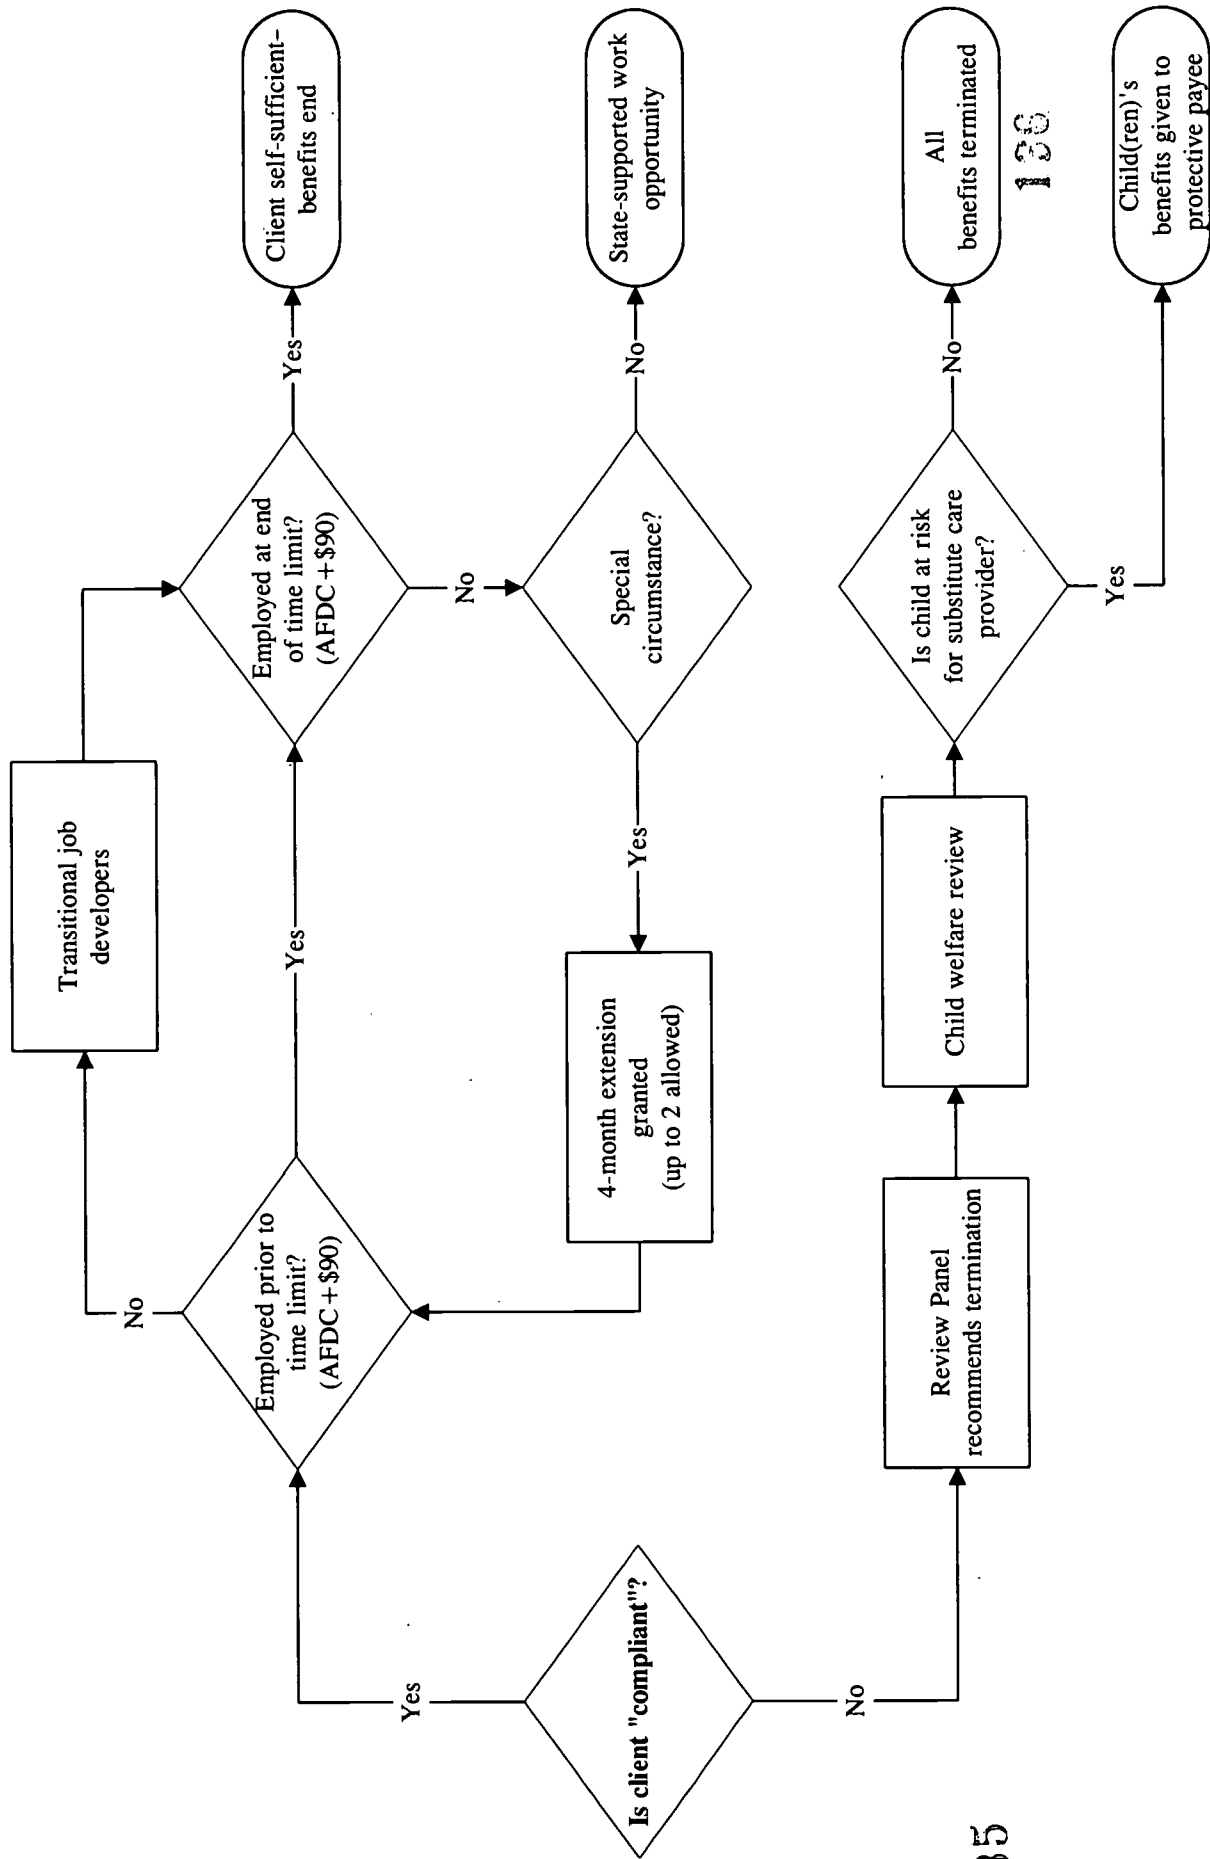 Is client "compliant"?
Yes
No
Employed prior to
time limit?
(AFDC+$90)
No
Yes
Transitional job
developers
Employed at end
of time limit?
(AFDC+$90)
Yes
No
Client self-sufficient–
benefits end
Special
circumstance?
No
Yes
State-supported work
opportunity
4-month extension
granted
(up to 2 allowed)
Review Panel
recommends termination
Child welfare review
Is child at risk
for substitute care
provider?
No
Yes
All
benefits terminated
Child(ren)'s
benefits given to
protective payee